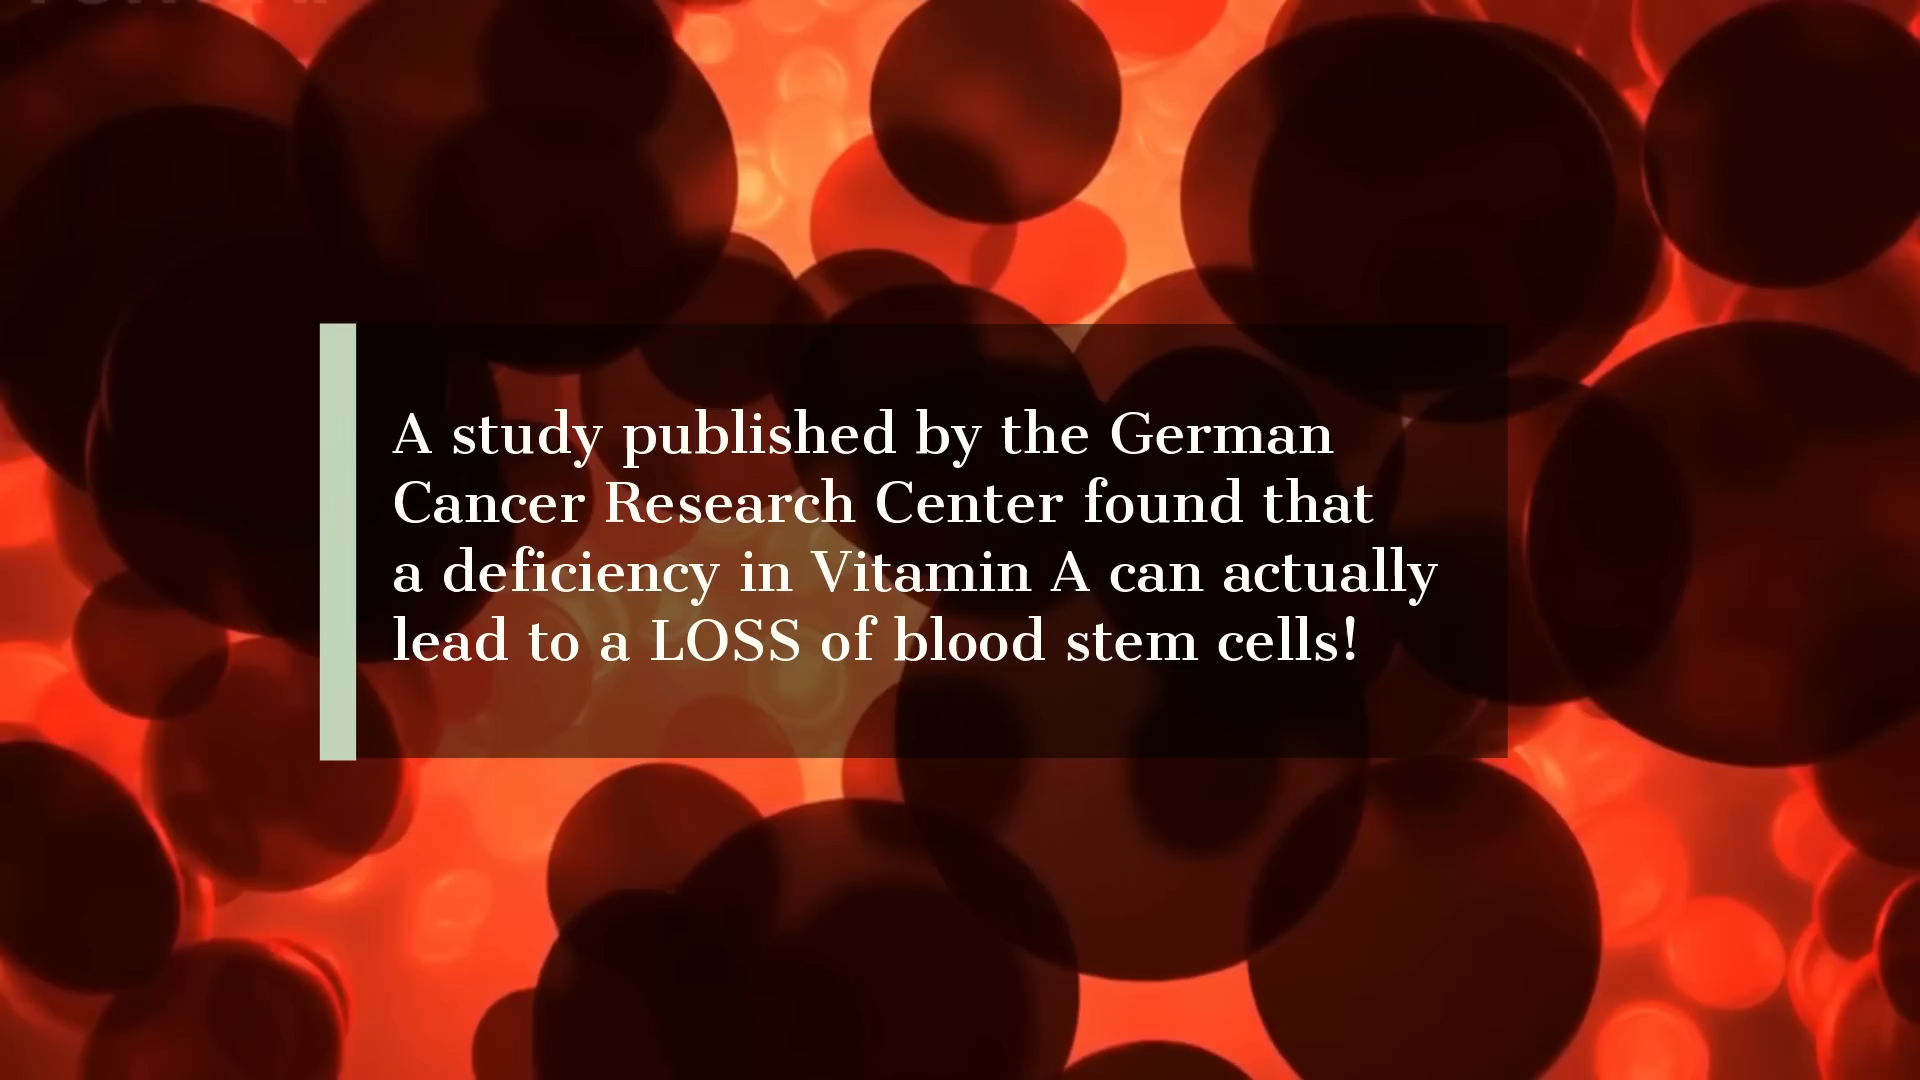 A study published by the German
Cancer Research Center found that
a deficiency in Vitamin A can actually
lead to a LOSS of blood stem cells!